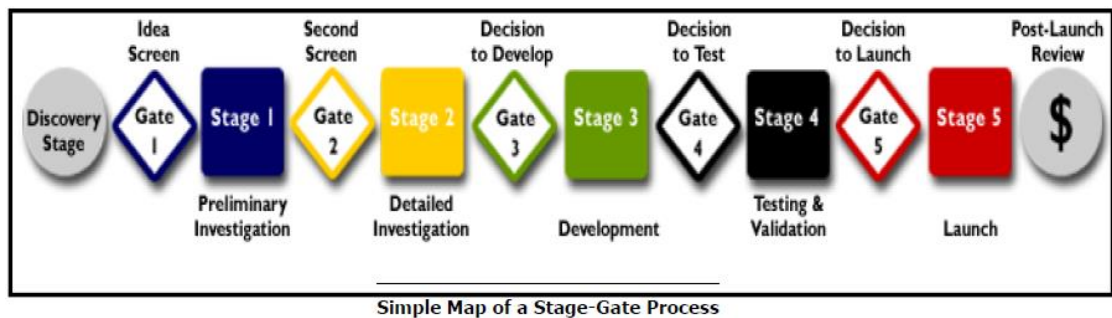 Idea
Screen
Second
Screen
Decision
to Develop
Decision
to Test
Decision
to Launch
Post-Launch
Review
Discovery
Stage
Gate
1
Stage 1
Gate
2
Stage 2
Gate
3
Stage 3
Gate
4
Stage 4
Gate
5
Stage 5
$
Preliminary
Investigation
Detailed
Investigation
Development
Testing &
Validation
Launch
Simple Map of a Stage-Gate Process